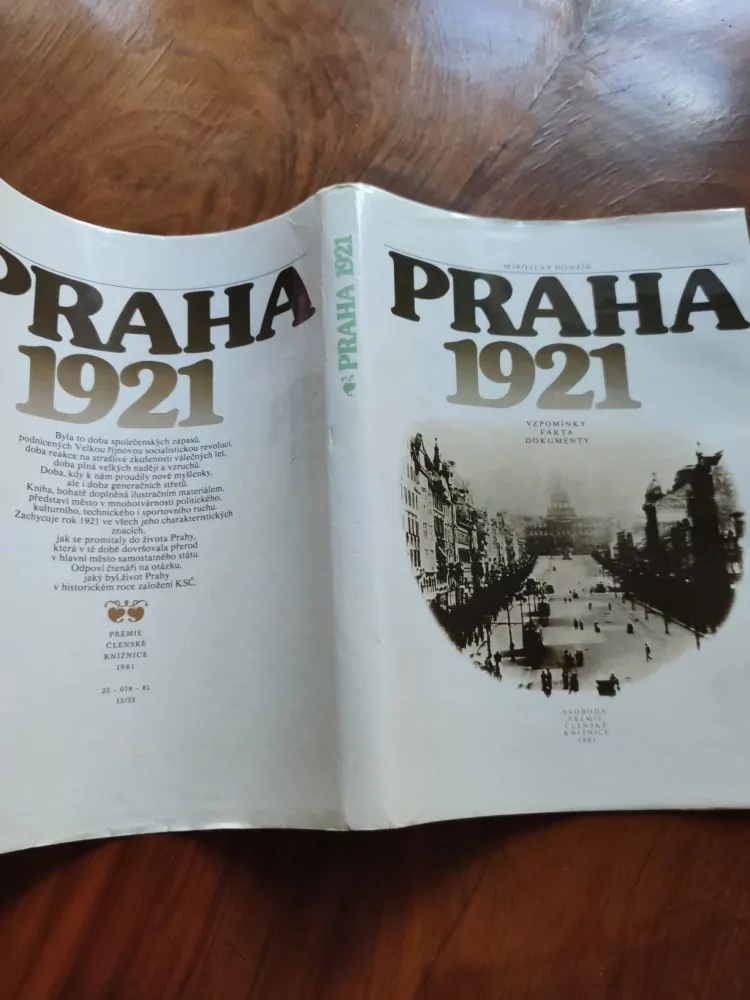 PRAHA
1921
Byla to doba společenských zápasů,
podnícených Velkou říjnovou socialistickou revolucí,
doba reakce na strašlivé zkušenosti válečných let,
doba plná velkých nadějí a vzruchů.
Doba, kdy k nám proudily nové myšlenky,
ale i doba generačních střetů.
Kniha, bohatě doplněná ilustračním materiálem,
představí město v mnohotvárnosti politického,
kulturního, technického i sportovního ruchu.
Zachycuje rok 1921 ve všech jeho charakteristických
znacích,
jak se promítaly do života Prahy,
která v té době dovršovala přerod
v hlavní město samostatného státu.
Odpoví čtenáři na otázku,
jaký byl život Prahy
v historickém roce založení KSČ.
PRÉMIE
ČLENSKÉ
KNIŽNICE
1981
25 - 078 - 81
13/33
PRAHA 1921
MIROSLAV HONZÍK
PRAHA
1921
VZPOMÍNKY
FAKTA
DOKUMENTY
SVOBODA
PRÉMIE
ČLENSKÉ
KNIŽNICE
1981